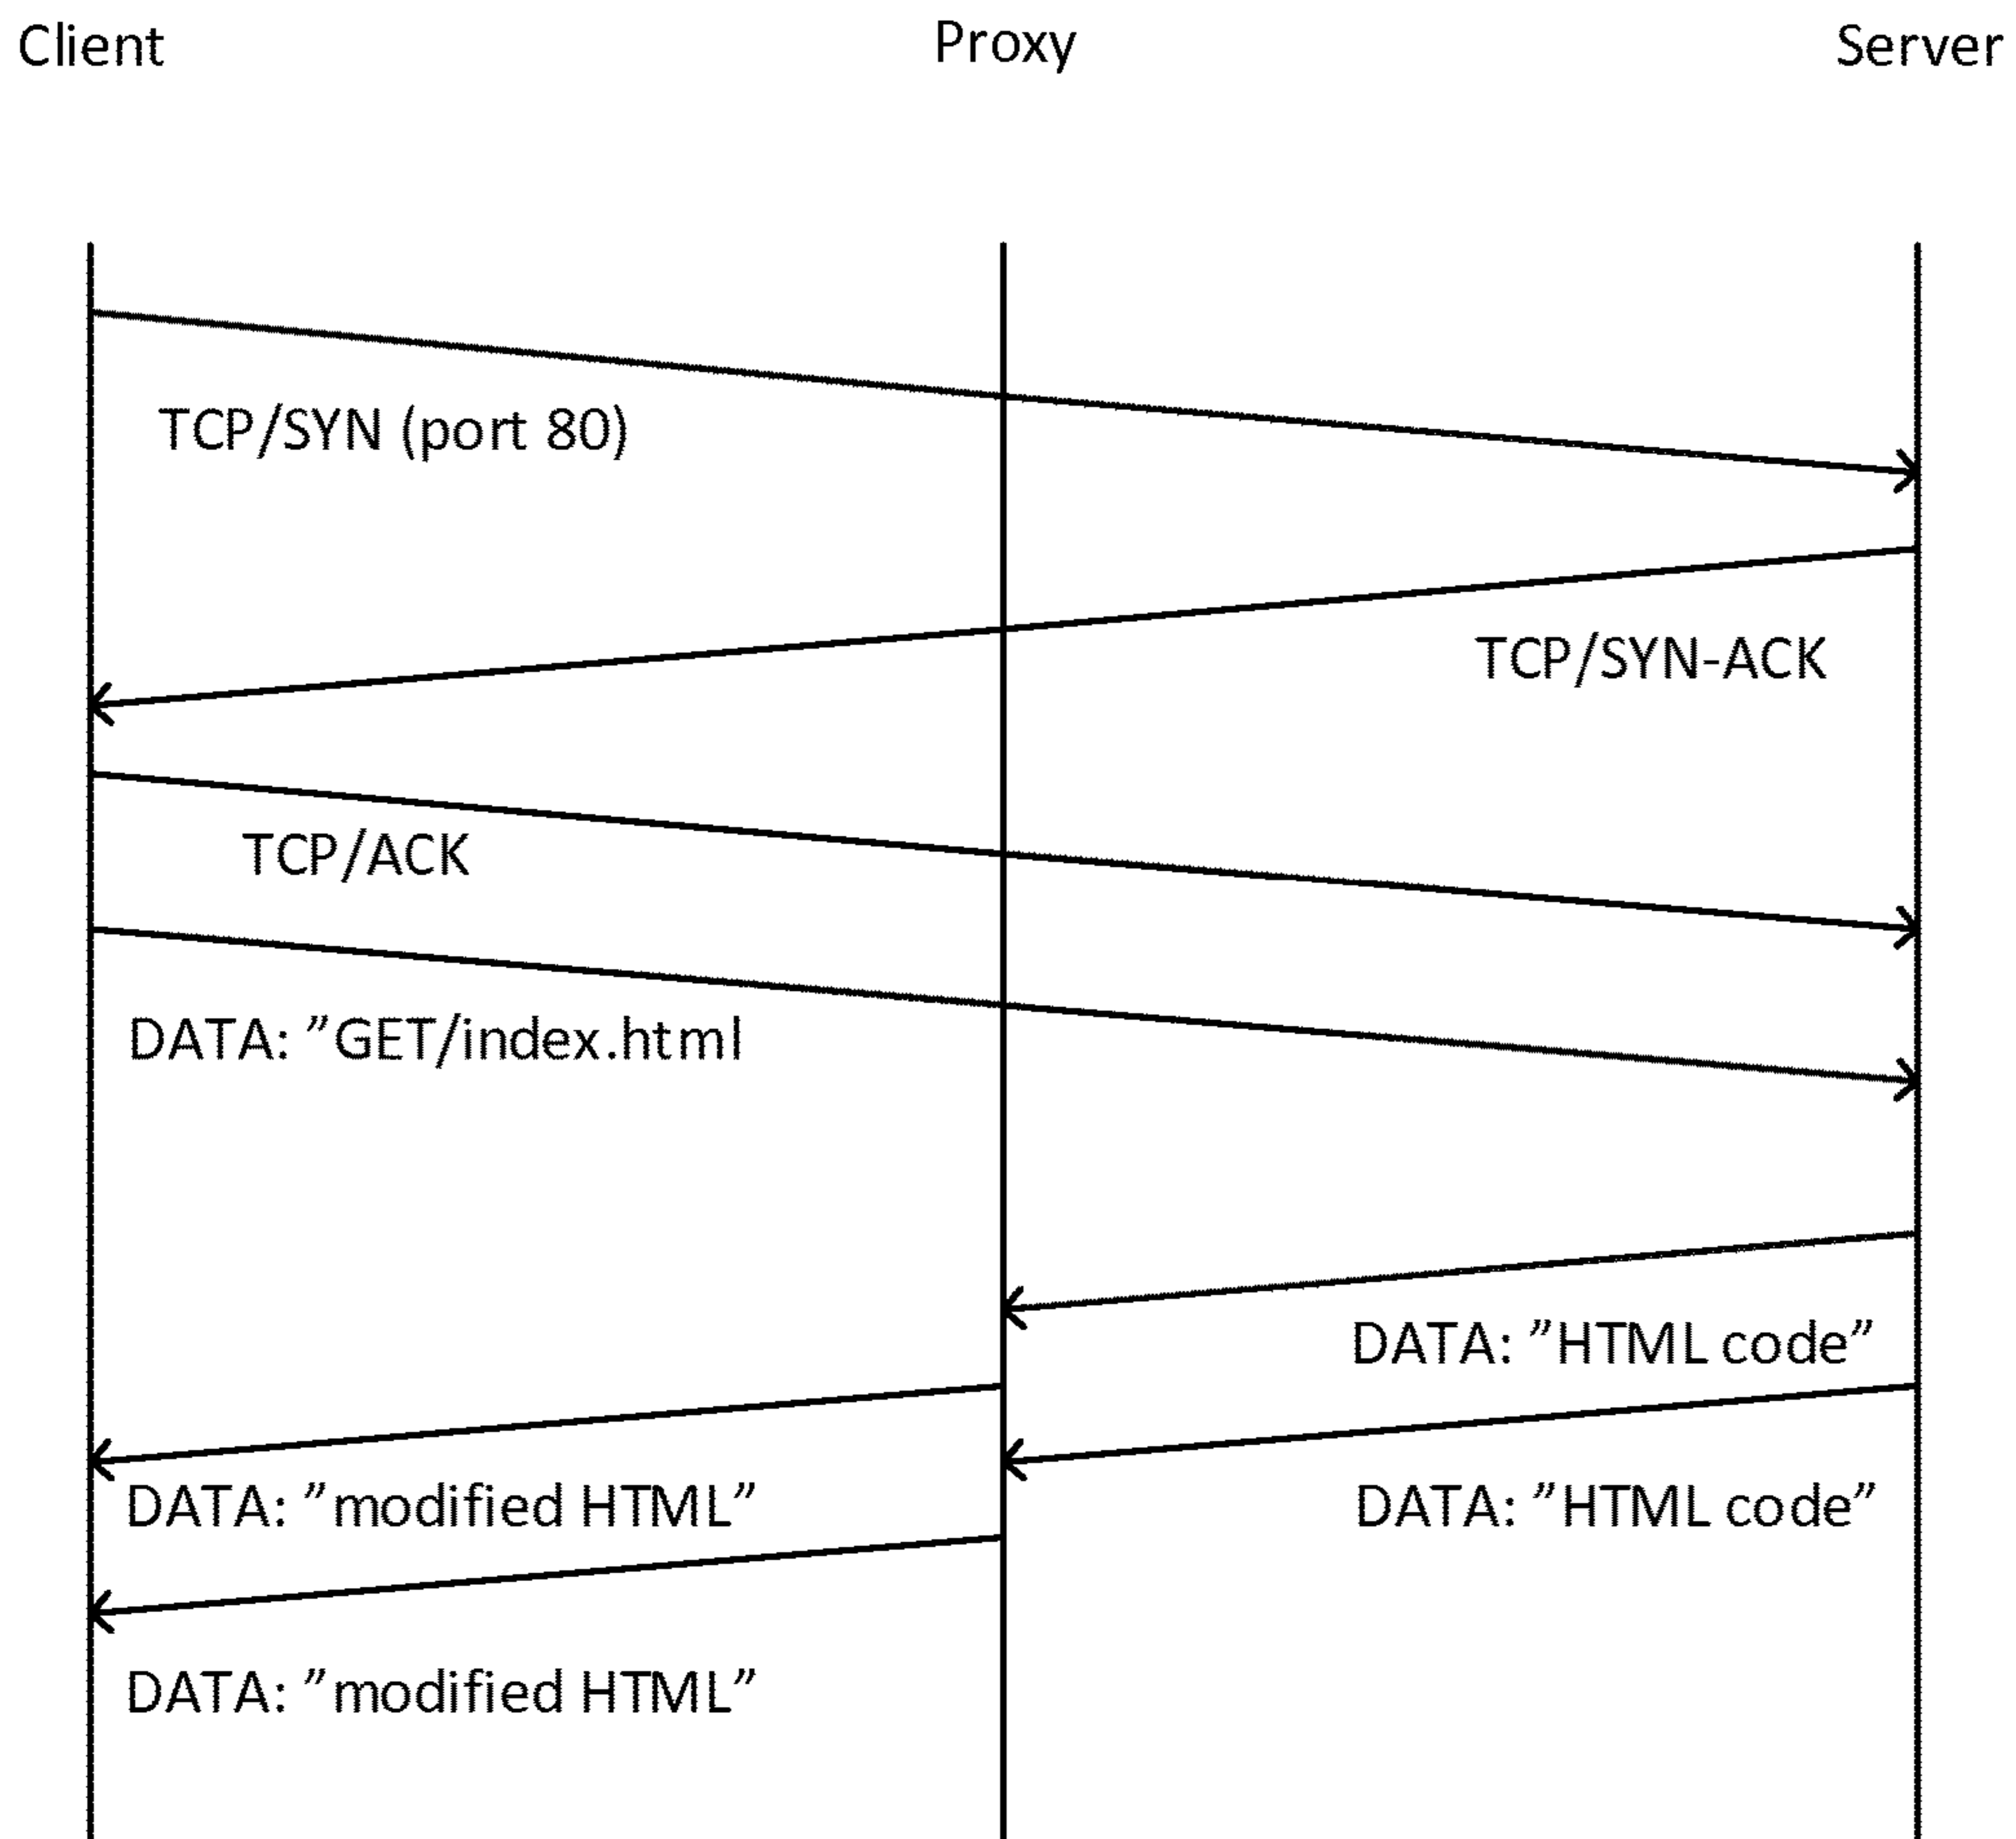 Client
Proxy
Server
TCP/SYN (port 80)
TCP/SYN-ACK
TCP/ACK
DATA: ”GET/index.html
DATA: ”HTML code”
DATA: ”modified HTML”
DATA: ”HTML code”
DATA: ”modified HTML”